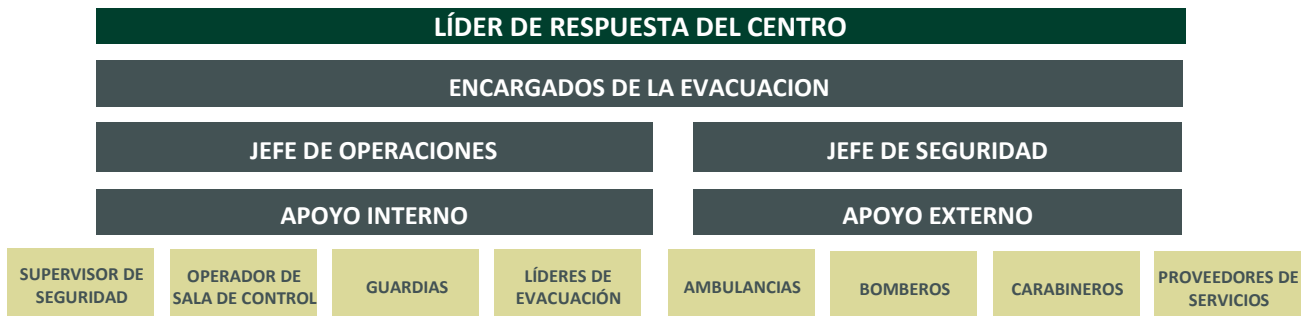 LÍDER DE RESPUESTA DEL CENTRO
ENCARGADOS DE LA EVACUACION
JEFE DE OPERACIONES
JEFE DE SEGURIDAD
APOYO INTERNO
APOYO EXTERNO
SUPERVISOR DE
SEGURIDAD
OPERADOR DE
SALA DE CONTROL
GUARDIAS
LÍDERES DE
EVACUACIÓN
AMBULANCIAS
BOMBEROS
CARABINEROS
PROVEEDORES DE
SERVICIOS